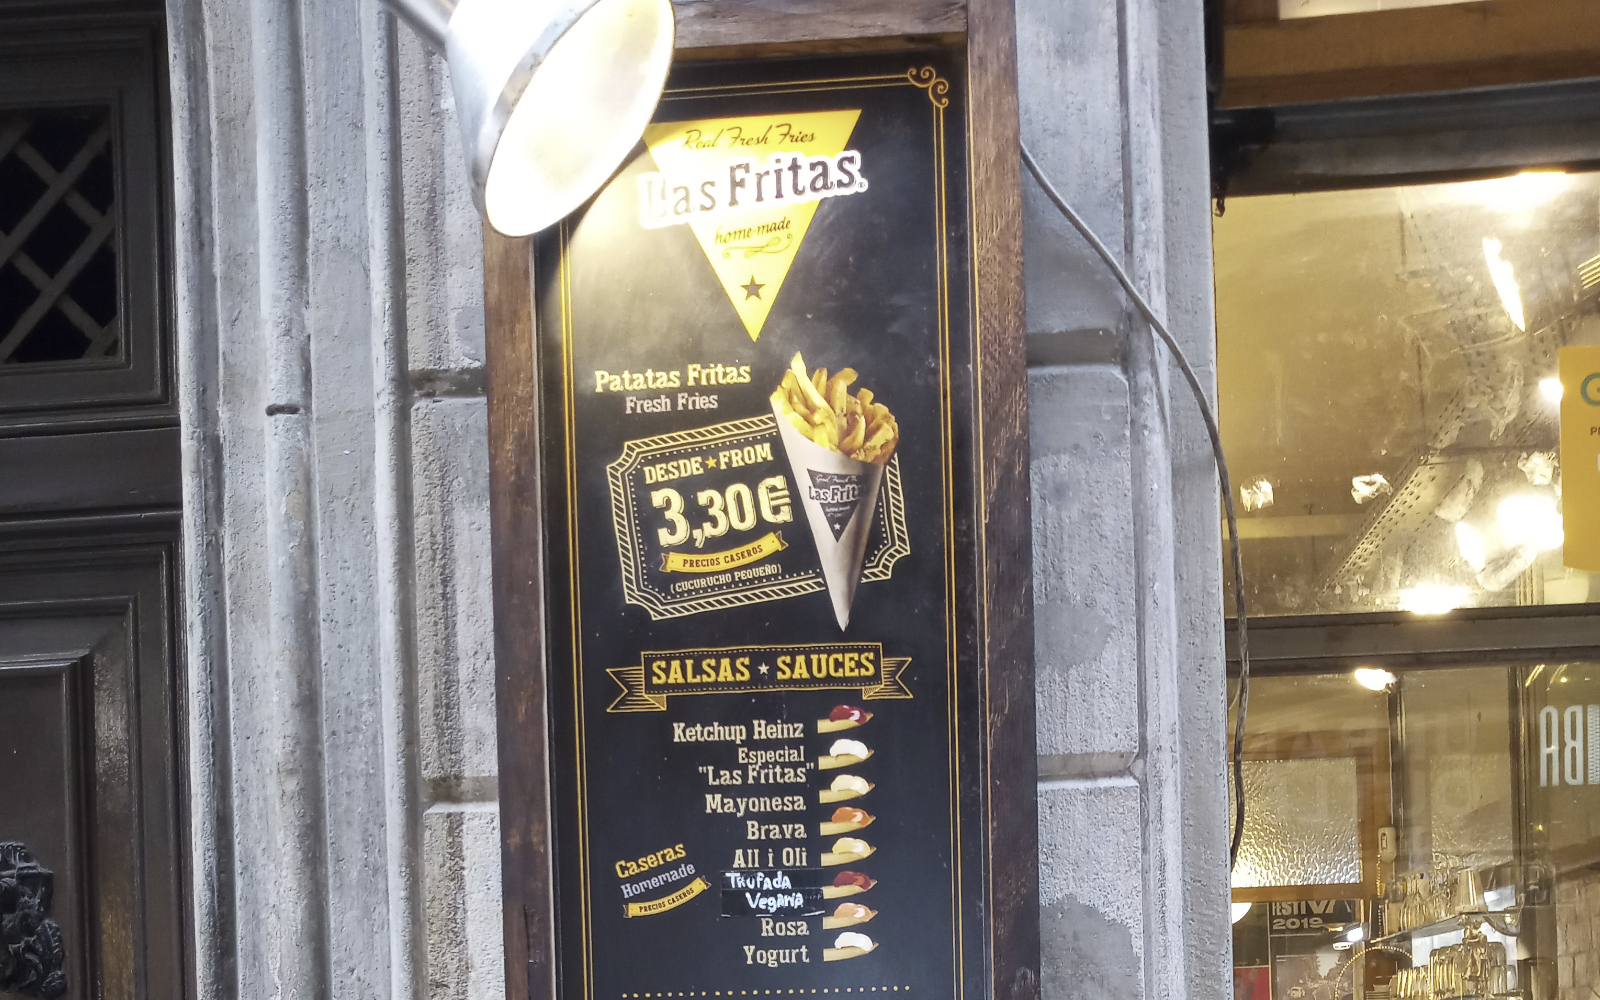 Real Fresh Fries
Las Fritas
home-made
Patatas Fritas
Fresh Fries
DESDE FROM
3,30€
PRECIOS CASEROS
(CUCURUCHO PEQUEÑO)
Las Frit
SALSAS SAUCES
Ketchup Heinz
Especial
"Las Fritas"
Mayonesa
Brava
All i Oli
Caseras
Homemade
PRECIOS CASEROS
TRUFADA
VEGANA
Rosa
Yogurt
2019